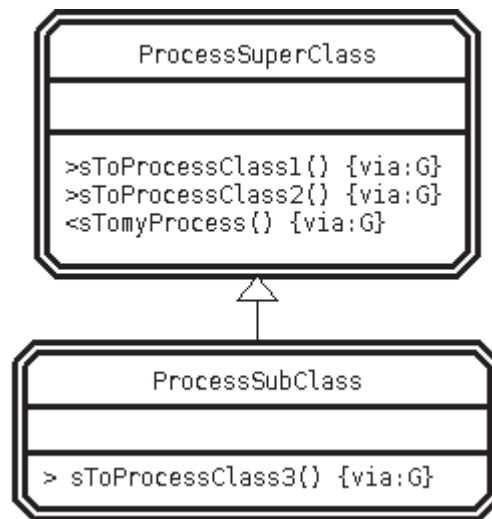 ProcessSuperClass
>sToProcessClass1() {via:G}
>sToProcessClass2() {via:G}
<sTomyProcess() {via:G}
ProcessSubClass
> sToProcessClass3() {via:G}